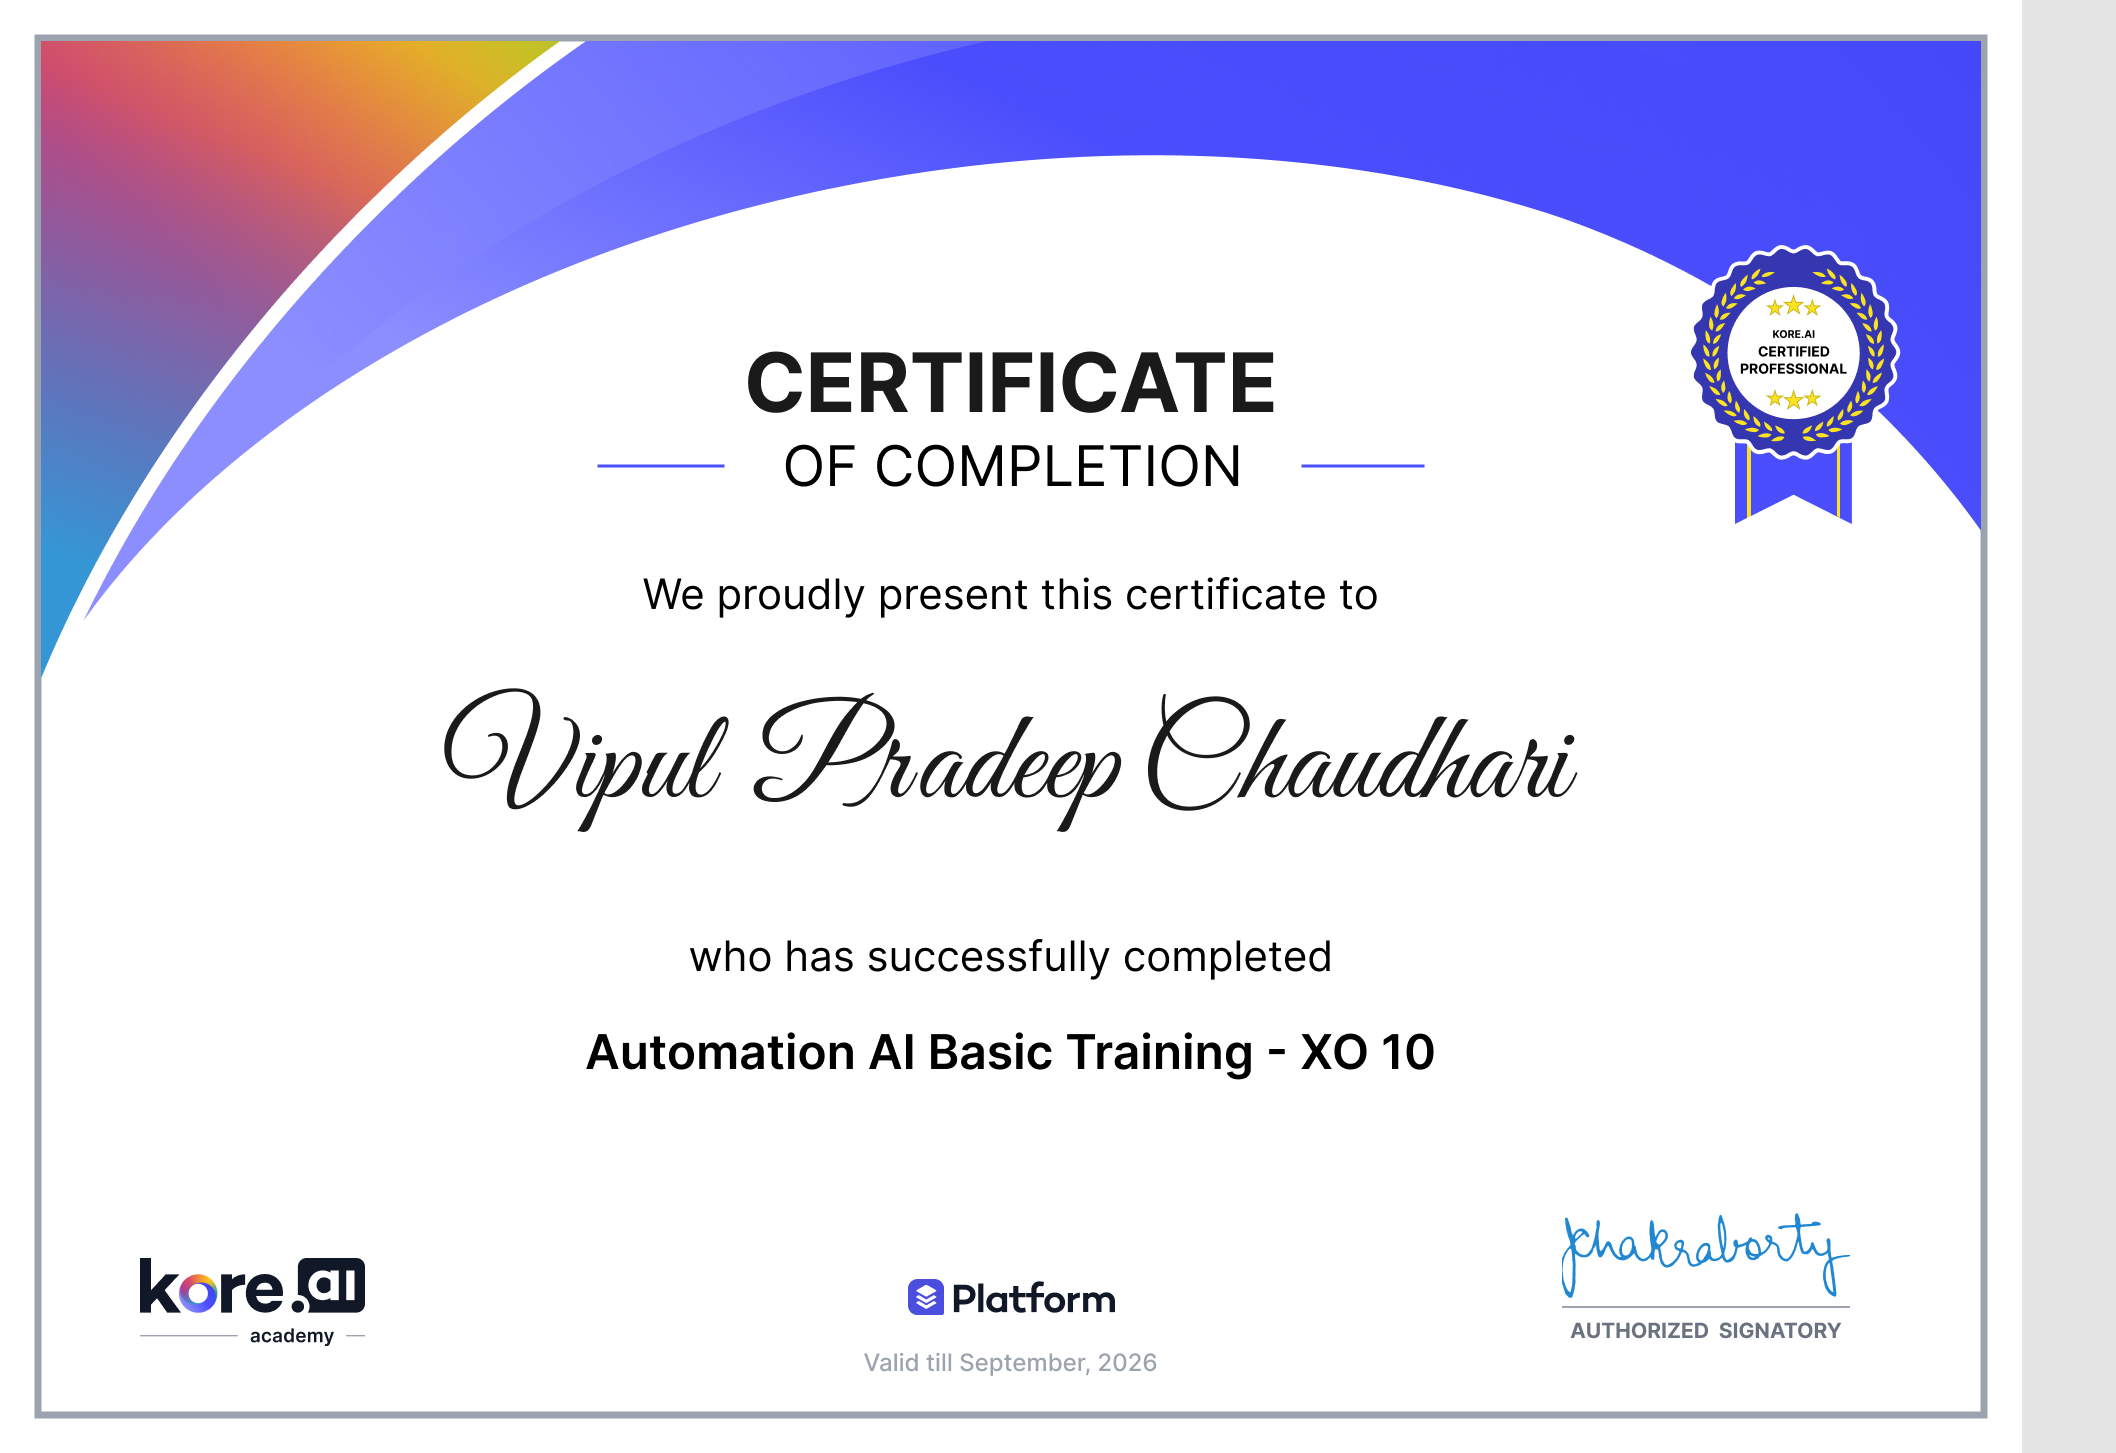 CERTIFICATE
OF COMPLETION
KORE.AI
CERTIFIED
PROFESSIONAL
We proudly present this certificate to
Vipul Pradeep Chaudhari
who has successfully completed
Automation AI Basic Training - XO 10
kore.ai
academy
Platform
Valid till September, 2026
Jchakraborty
AUTHORIZED SIGNATORY